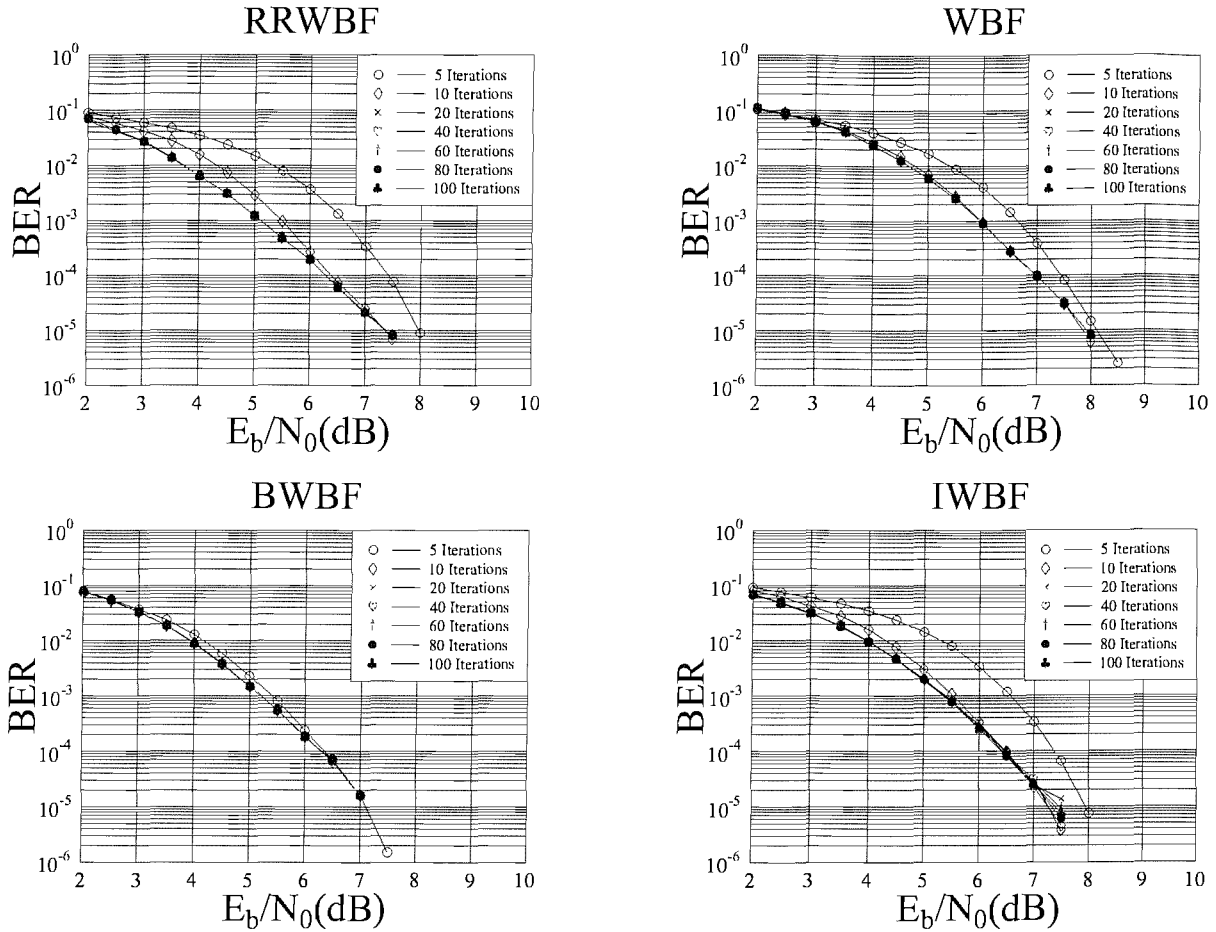 RRWBF
10^0
10^-1
10^-2
10^-3
10^-4
10^-5
10^-6
BER
5 Iterations
10 Iterations
20 Iterations
40 Iterations
60 Iterations
80 Iterations
100 Iterations
2 3 4 5 6 7 8 9 10
E_b/N_0(dB)
WBF
10^0
10^-1
10^-2
10^-3
10^-4
10^-5
10^-6
BER
5 Iterations
10 Iterations
20 Iterations
40 Iterations
60 Iterations
80 Iterations
100 Iterations
2 3 4 5 6 7 8 9 10
E_b/N_0(dB)
BWBF
10^0
10^-1
10^-2
10^-3
10^-4
10^-5
10^-6
BER
5 Iterations
10 Iterations
20 Iterations
40 Iterations
60 Iterations
80 Iterations
100 Iterations
2 3 4 5 6 7 8 9 10
E_b/N_0(dB)
IWBF
10^0
10^-1
10^-2
10^-3
10^-4
10^-5
10^-6
BER
5 Iterations
10 Iterations
20 Iterations
40 Iterations
60 Iterations
80 Iterations
100 Iterations
2 3 4 5 6 7 8 9 10
E_b/N_0(dB)